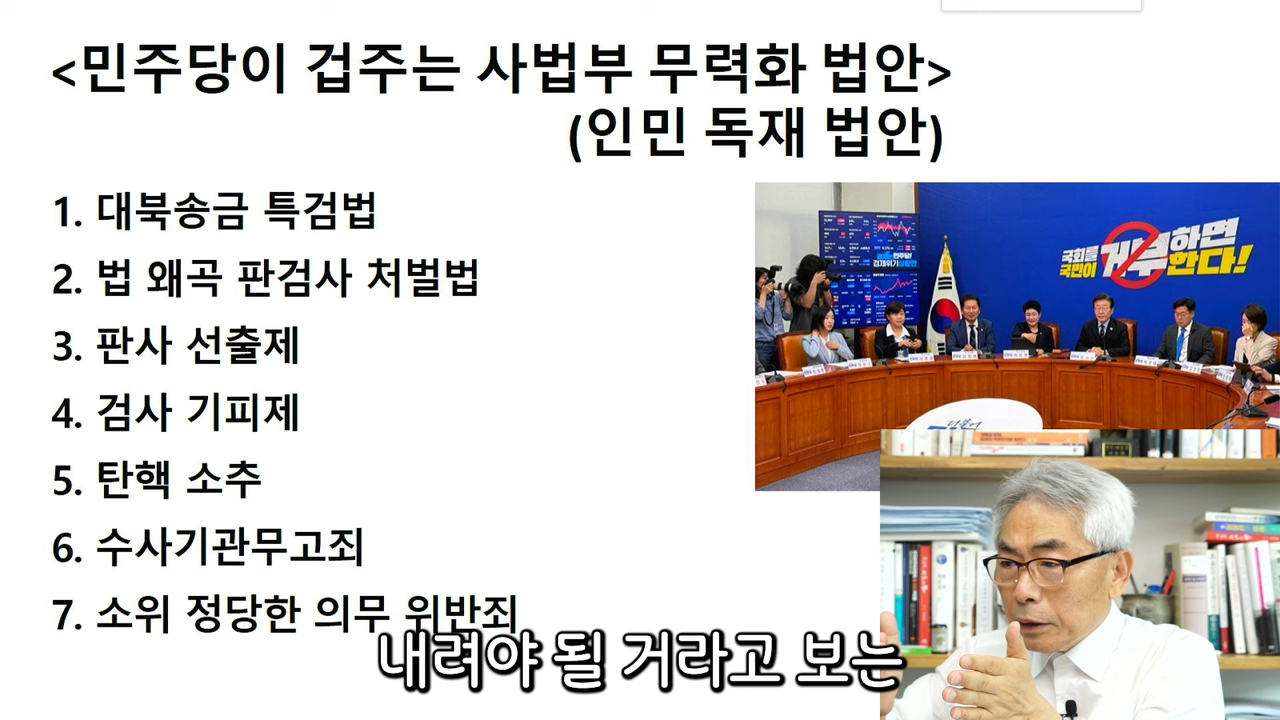 <민주당이 겁주는 사법부 무력화 법안>
(인민 독재 법안)
1. 대북송금 특검법
2. 법 왜곡 판검사 처벌법
3. 판사 선출제
4. 검사 기피제
5. 탄핵 소추
6. 수사기관무고죄
7. 소위 정당한 의무 위반죄
국회를
국민이
거부하면
한다!
더불어
내려야 될 거라고 보는